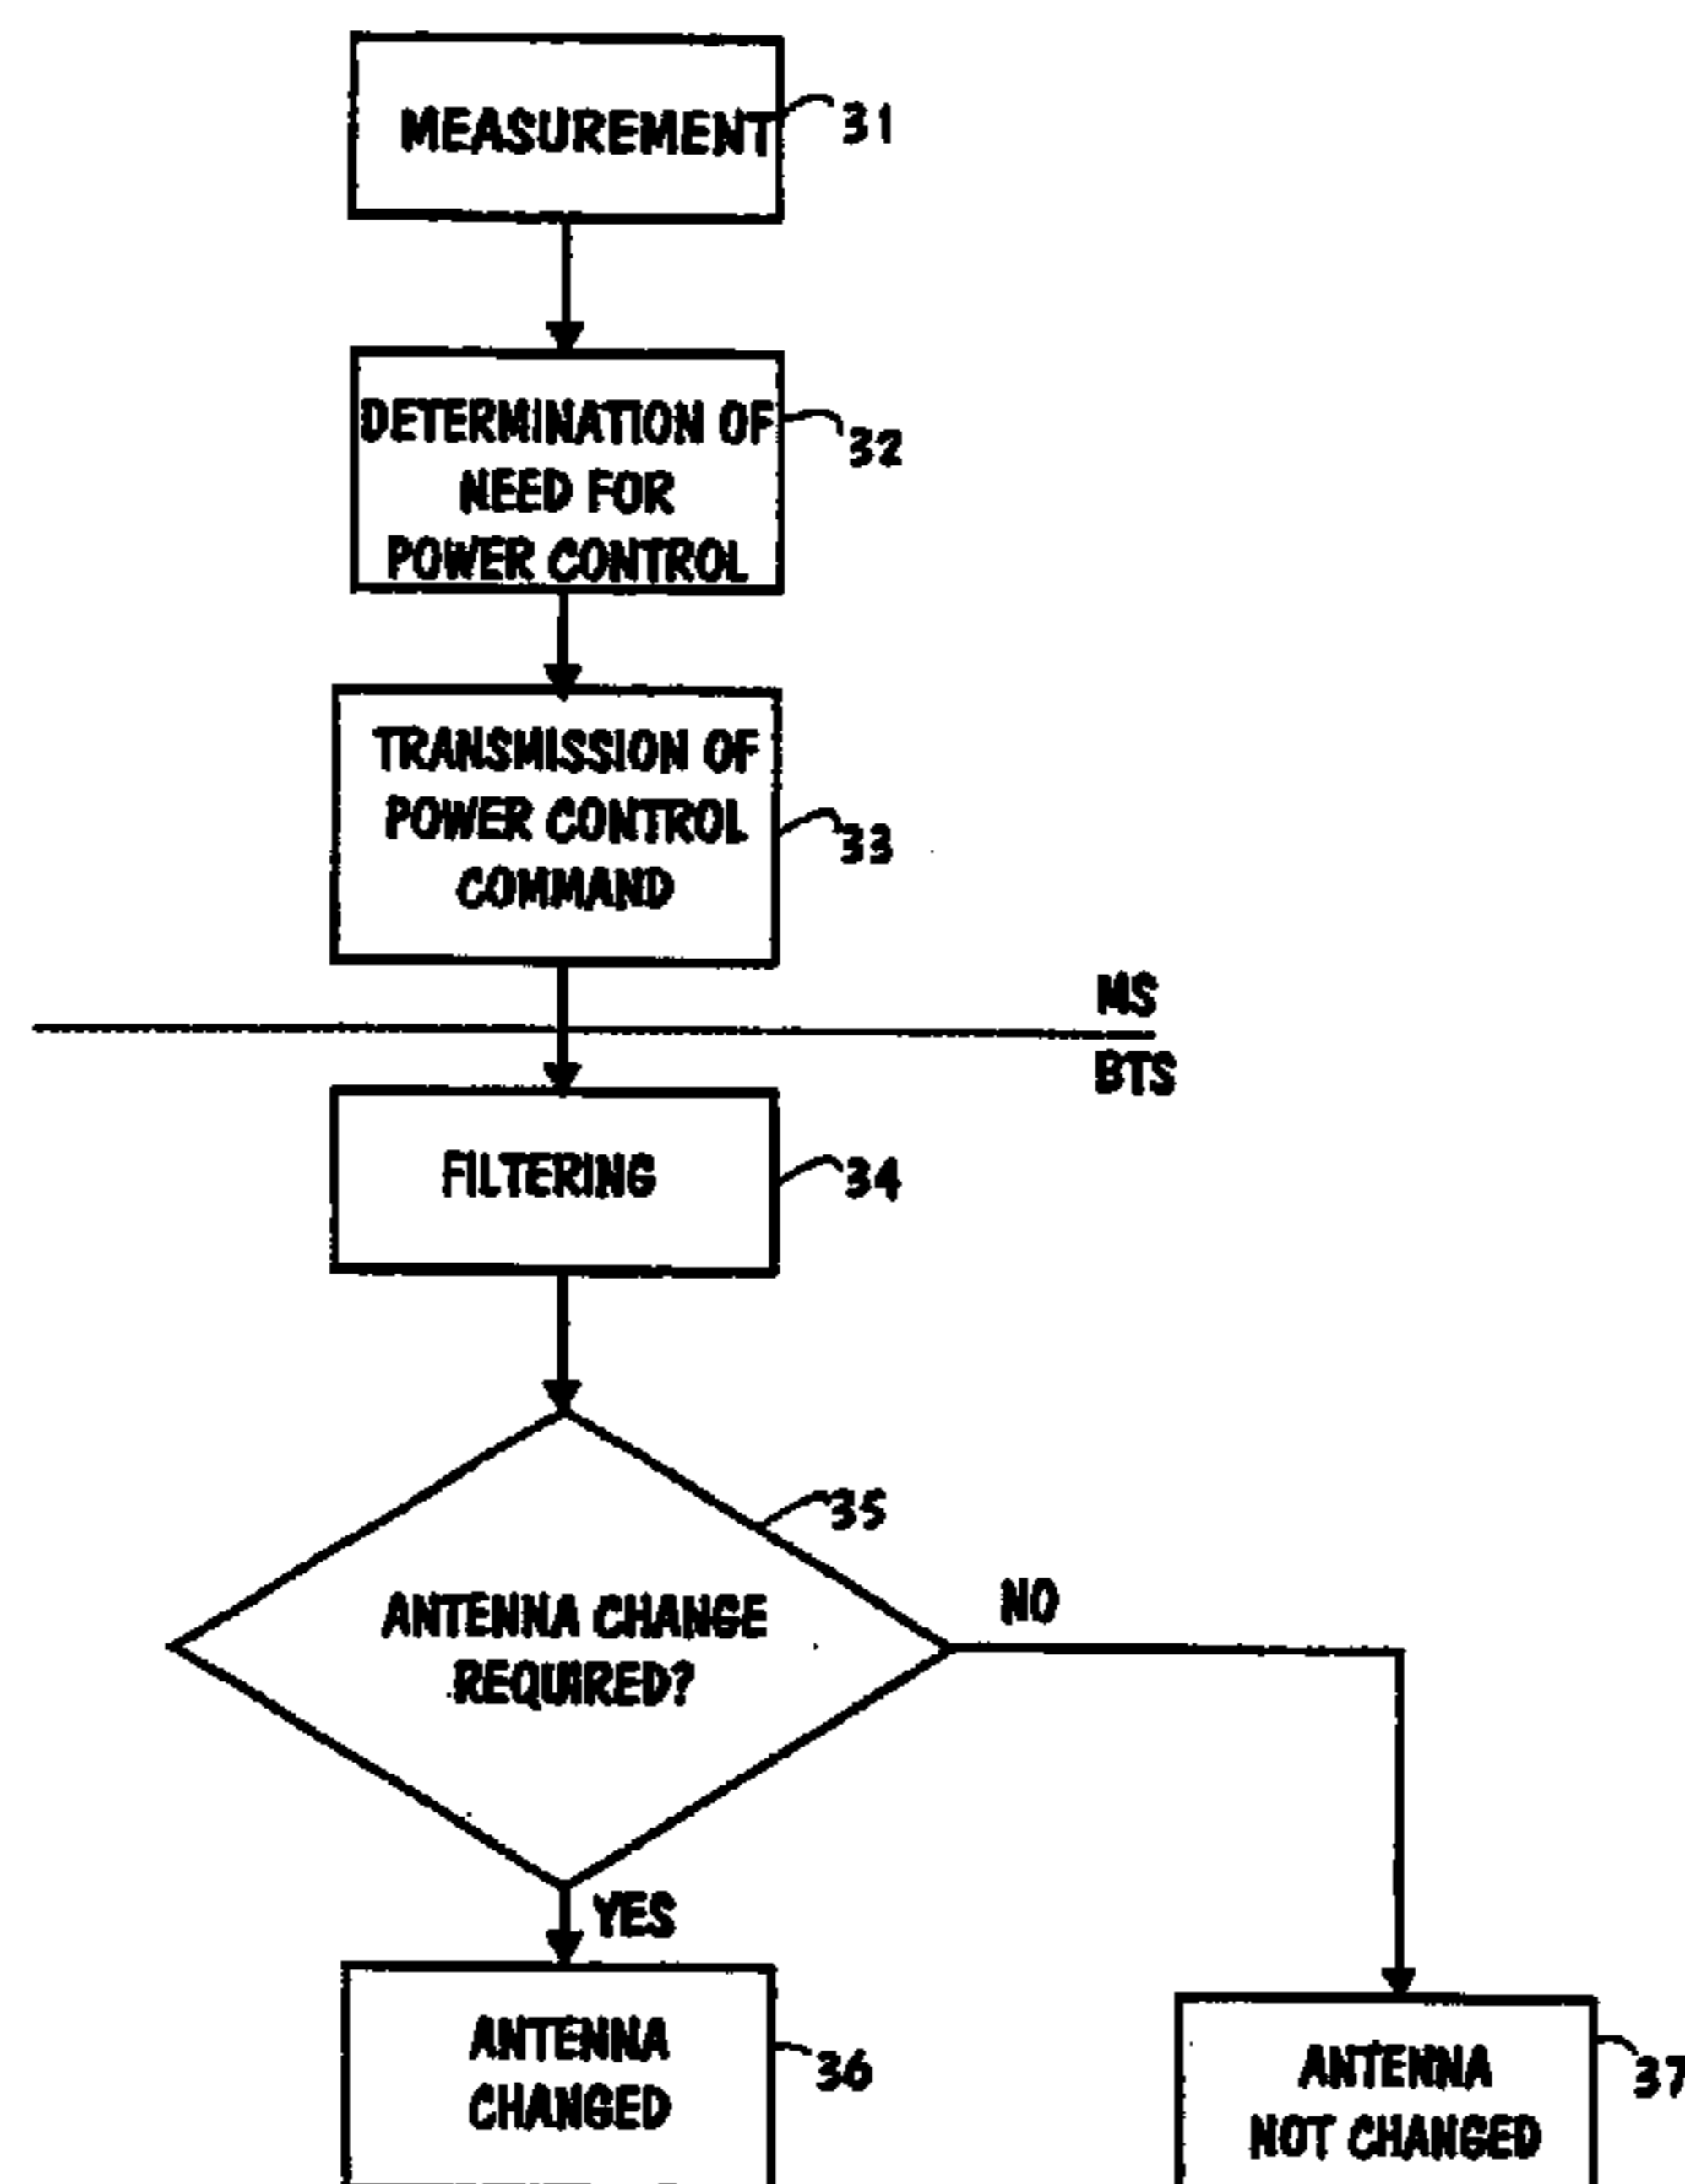 MEASUREMENT
31
DETERMINATION OF
NEED FOR
POWER CONTROL
32
TRANSMISSION OF
POWER CONTROL
COMMAND
33
MS
BTS
FILTERING
34
35
ANTENNA CHANGE
REQUIRED?
NO
YES
ANTENNA
CHANGED
36
ANTENNA
NOT CHANGED
37